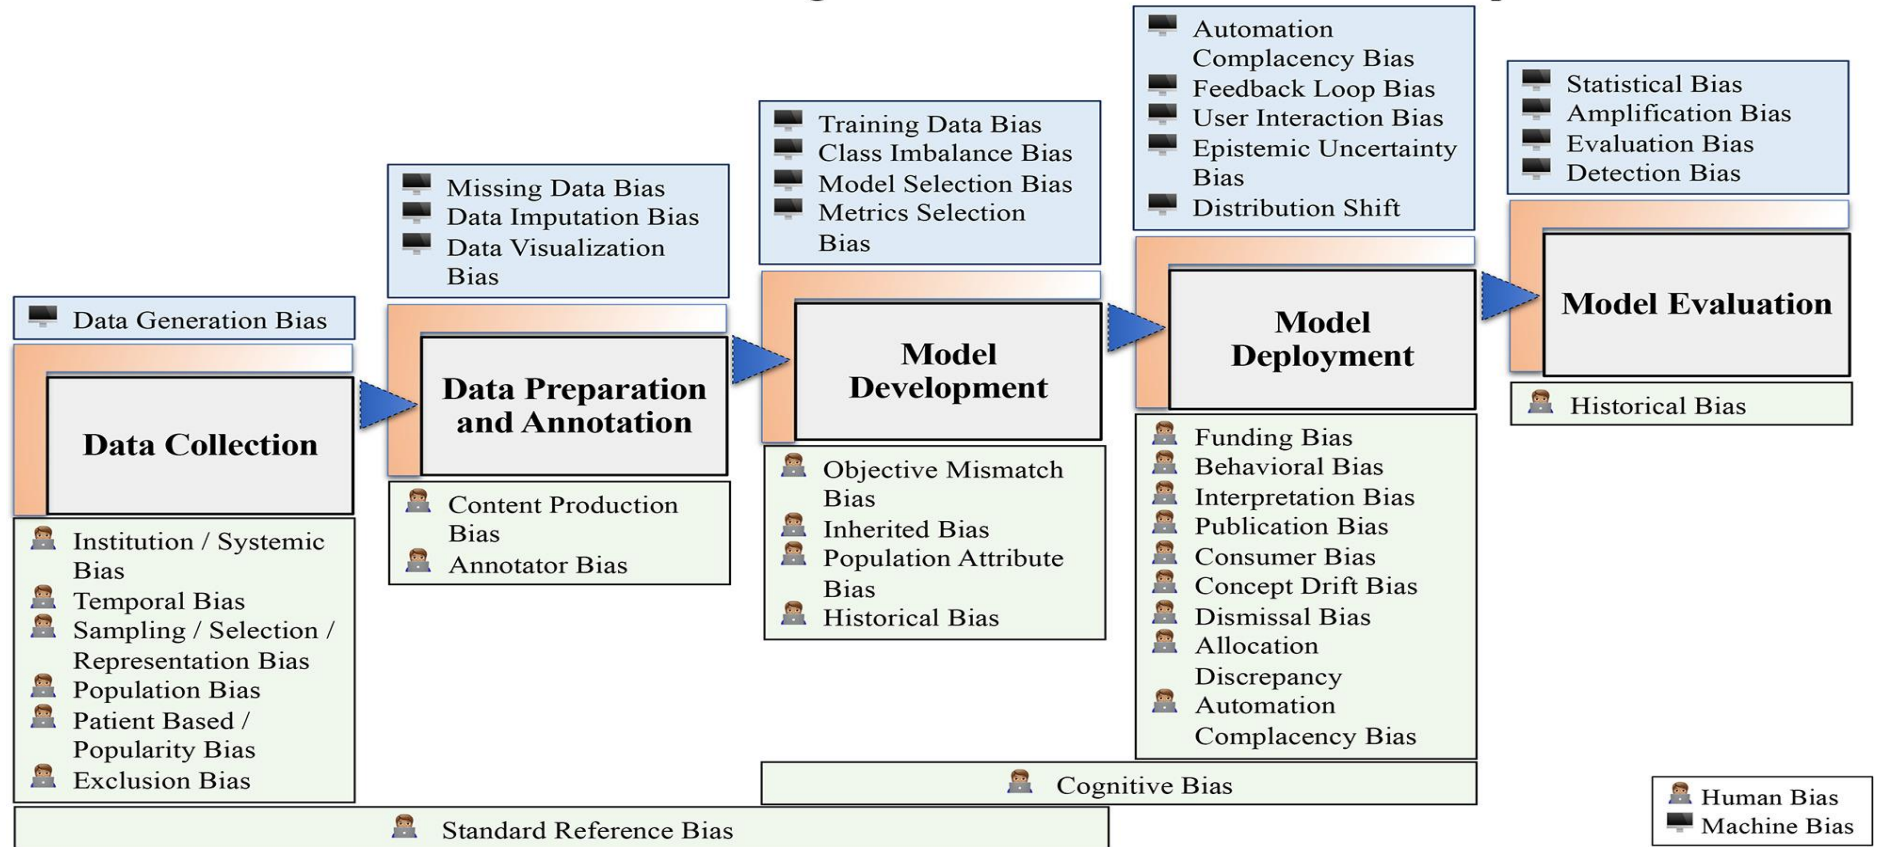 Data Generation Bias
Data Collection
Institution / Systemic
Bias
Temporal Bias
Sampling / Selection /
Representation Bias
Population Bias
Patient Based /
Popularity Bias
Exclusion Bias
Missing Data Bias
Data Imputation Bias
Data Visualization
Bias
Data Preparation
and Annotation
Content Production
Bias
Annotator Bias
Training Data Bias
Class Imbalance Bias
Model Selection Bias
Metrics Selection
Bias
Model
Development
Objective Mismatch
Bias
Inherited Bias
Population Attribute
Bias
Historical Bias
Automation
Complacency Bias
Feedback Loop Bias
User Interaction Bias
Epistemic Uncertainty
Bias
Distribution Shift
Model
Deployment
Funding Bias
Behavioral Bias
Interpretation Bias
Publication Bias
Consumer Bias
Concept Drift Bias
Dismissal Bias
Allocation
Discrepancy
Automation
Complacency Bias
Statistical Bias
Amplification Bias
Evaluation Bias
Detection Bias
Model Evaluation
Historical Bias
Cognitive Bias
Standard Reference Bias
Human Bias
Machine Bias